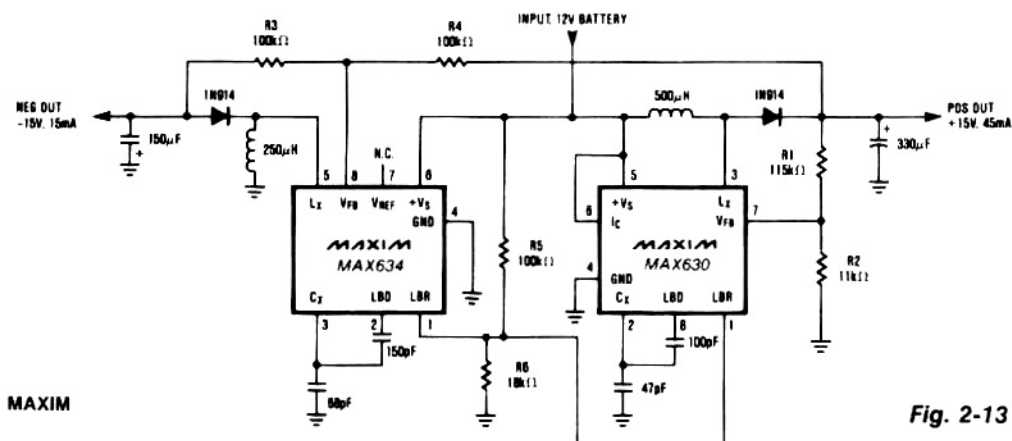 INPUT, 12V BATTERY
R3
100kΩ
R4
100kΩ
NEG OUT
-15V, 15mA
150µF
+
1N914
250µH
N.C.
500µH
1N914
POS OUT
+15V, 45mA
+
330µF
R1
115kΩ
R2
11kΩ
5
8
7
6
LX
VFB
VREF
+VS
GND
4
MAXIM
MAX634
CX
LBD
LBR
3
2
1
150pF
68pF
R5
100kΩ
R6
18kΩ
5
3
6
+VS
IC
LX
VFB
7
MAXIM
MAX630
4
GND
CX
LBD
LBR
2
8
1
100pF
47pF
MAXIM
Fig. 2-13